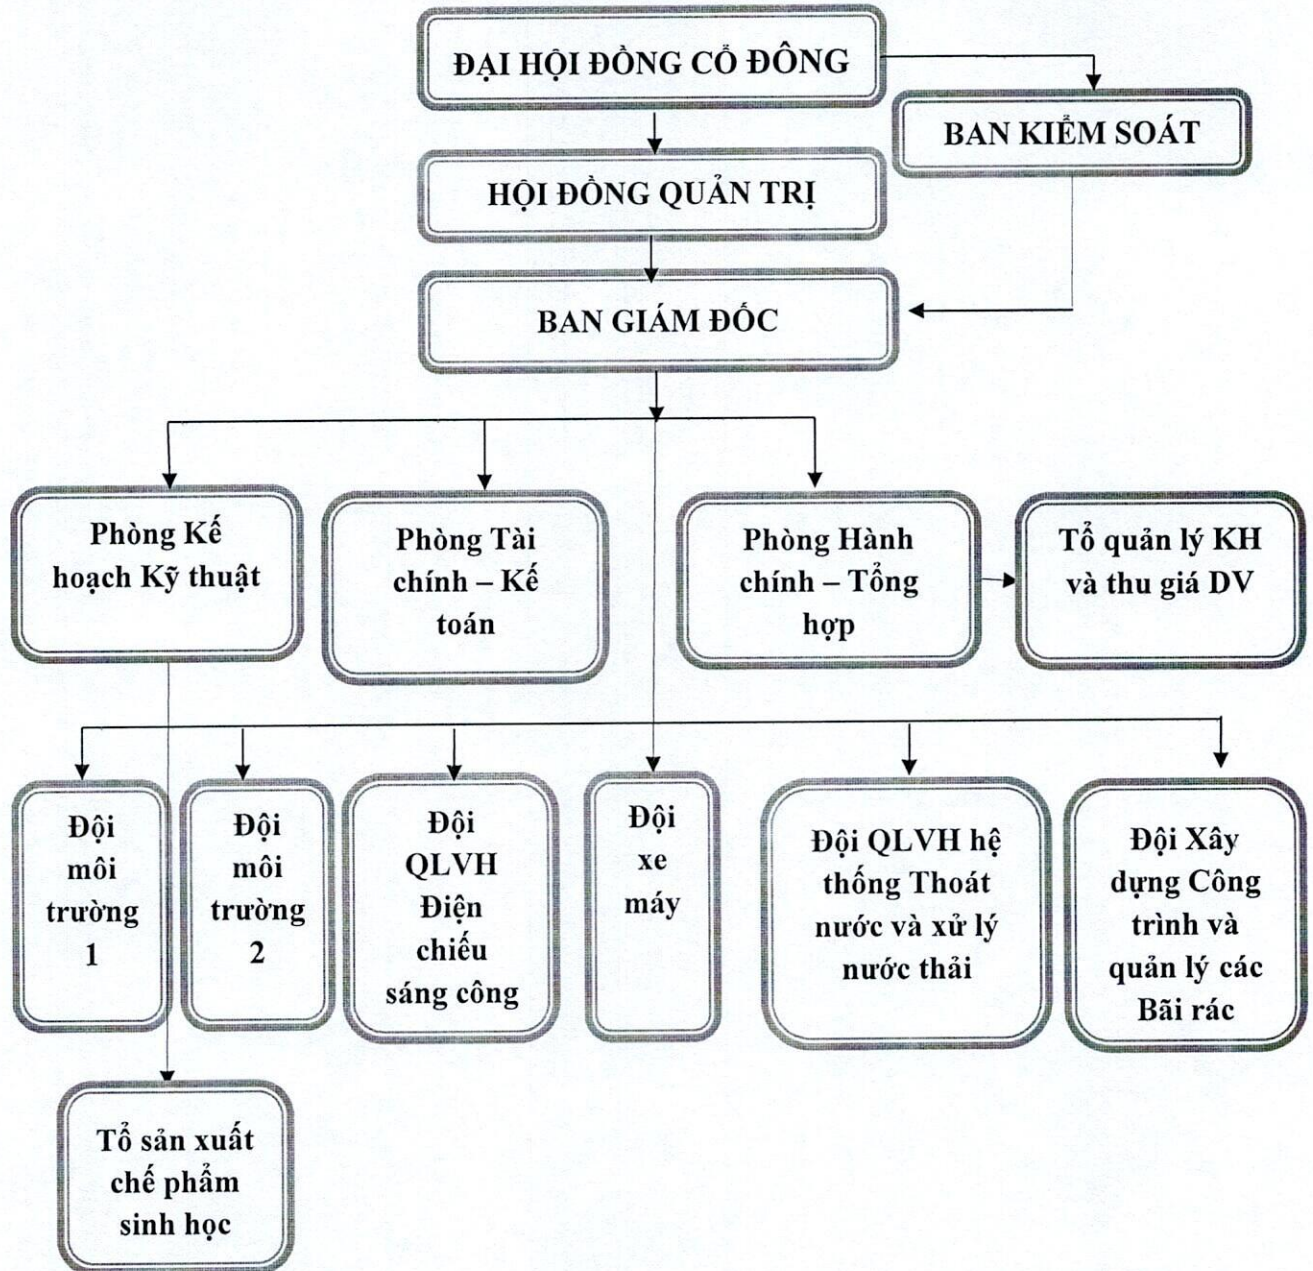 ĐẠI HỘI ĐỒNG CỔ ĐÔNG
BAN KIỂM SOÁT
HỘI ĐỒNG QUẢN TRỊ
BAN GIÁM ĐỐC
Phòng Kế
hoạch Kỹ thuật
Phòng Tài
chính – Kế
toán
Phòng Hành
chính – Tổng
hợp
Tổ quản lý KH
và thu giá DV
Đội
môi
trường
1
Đội
môi
trường
2
Đội
QLVH
Điện
chiếu
sáng công
Đội
xe
máy
Đội QLVH hệ
thống Thoát
nước và xử lý
nước thải
Đội Xây
dựng Công
trình và
quản lý các
Bãi rác
Tổ sản xuất
chế phẩm
sinh học